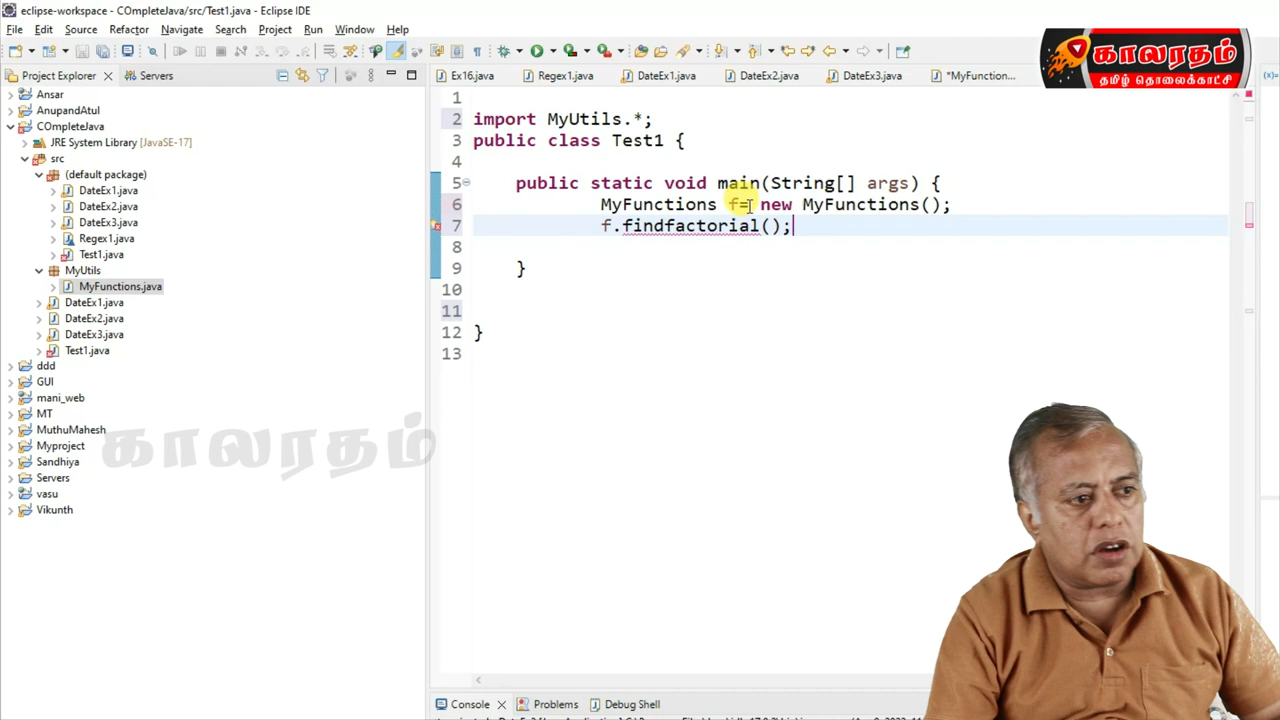 eclipse-workspace - COmpleteJava/src/Test1.java - Eclipse IDE
File Edit Source Refactor Navigate Search Project Run Window Help
காலரதம்
தமிழ் தொலைக்காட்சி
Project Explorer Servers
Ex16.java Regex1.java DateEx1.java DateEx2.java DateEx3.java *MyFunction...
Ansar
AnupandAtul
COmpleteJava
JRE System Library [JavaSE-17]
src
(default package)
DateEx1.java
DateEx2.java
DateEx3.java
Regex1.java
Test1.java
MyUtils
MyFunctions.java
DateEx1.java
DateEx2.java
DateEx3.java
Test1.java
ddd
GUI
mani_web
MT
MuthuMahesh
Myproject
Sandhiya
Servers
vasu
Vikunth
காலரதம்
1
2 import MyUtils.*;
3 public class Test1 {
4
5 public static void main(String[] args) {
6 MyFunctions f= new MyFunctions();
7 f.findfactorial();
8
9 }
10
11
12 }
13
Console Problems Debug Shell